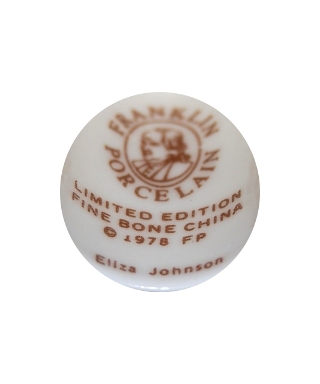 FRANKLIN
PORCELAIN
LIMITED EDITION
FINE BONE CHINA
© 1978 FP
Eliza Johnson